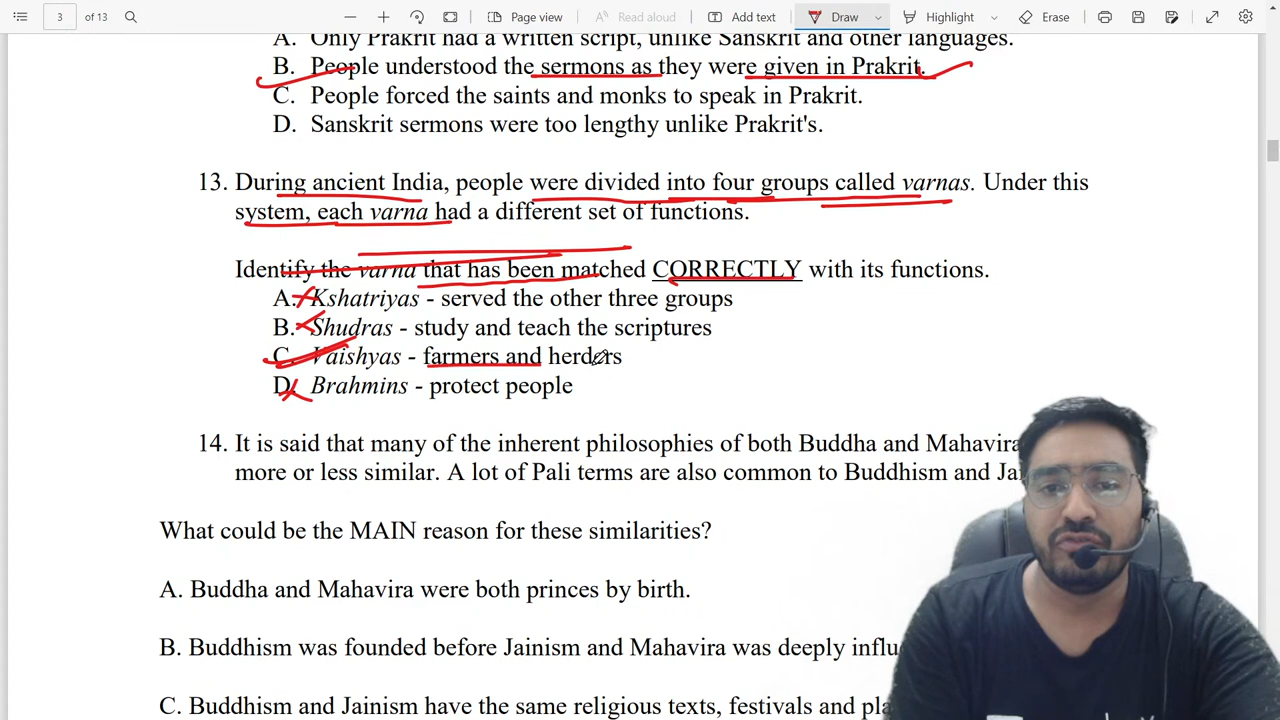 3 of 13 Page view Read aloud Add text Draw Highlight Erase
A. Only Prakrit had a written script, unlike Sanskrit and other languages.
B. People understood the sermons as they were given in Prakrit.
C. People forced the saints and monks to speak in Prakrit.
D. Sanskrit sermons were too lengthy unlike Prakrit's.
13. During ancient India, people were divided into four groups called varnas. Under this
system, each varna had a different set of functions.
Identify the varna that has been matched CORRECTLY with its functions.
A. Kshatriyas - served the other three groups
B. Shudras - study and teach the scriptures
C. Vaishyas - farmers and herders
D. Brahmins - protect people
14. It is said that many of the inherent philosophies of both Buddha and Mahavira
more or less similar. A lot of Pali terms are also common to Buddhism and
What could be the MAIN reason for these similarities?
A. Buddha and Mahavira were both princes by birth.
B. Buddhism was founded before Jainism and Mahavira was deeply
C. Buddhism and Jainism have the same religious texts, festivals and